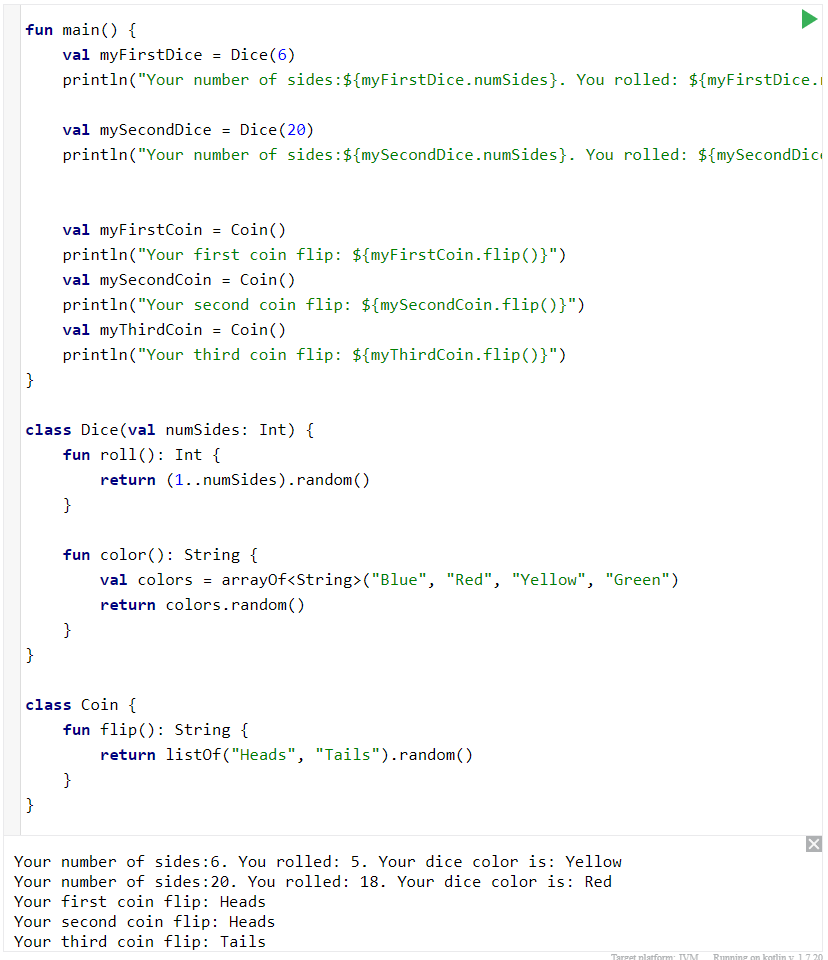 fun main() {
    val myFirstDice = Dice(6)
    println("Your number of sides:${myFirstDice.numSides}. You rolled: ${myFirstDice.
    val mySecondDice = Dice(20)
    println("Your number of sides:${mySecondDice.numSides}. You rolled: ${mySecondDic
    val myFirstCoin = Coin()
    println("Your first coin flip: ${myFirstCoin.flip()}")
    val mySecondCoin = Coin()
    println("Your second coin flip: ${mySecondCoin.flip()}")
    val myThirdCoin = Coin()
    println("Your third coin flip: ${myThirdCoin.flip()}")
}
class Dice(val numSides: Int) {
    fun roll(): Int {
        return (1..numSides).random()
    }
    fun color(): String {
        val colors = arrayOf<String>("Blue", "Red", "Yellow", "Green")
        return colors.random()
    }
}
class Coin {
    fun flip(): String {
        return listOf("Heads", "Tails").random()
    }
}
Your number of sides:6. You rolled: 5. Your dice color is: Yellow
Your number of sides:20. You rolled: 18. Your dice color is: Red
Your first coin flip: Heads
Your second coin flip: Heads
Your third coin flip: Tails
Target platform: JVM Running on kotlin v. 1.7.20